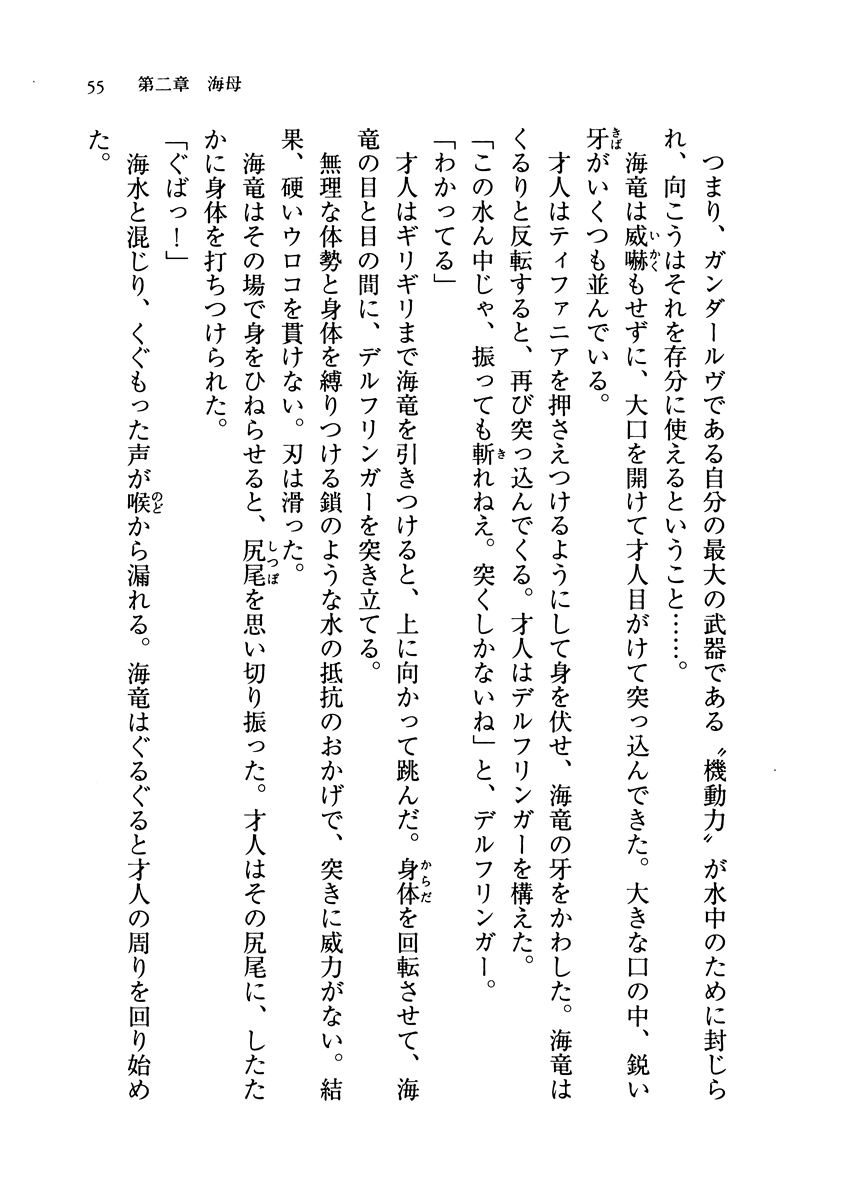 55　第二章　海母
つまり、ガンダールヴである自分の最大の武器である〝機動力〟が水中のために封じら
れ、向こうはそれを存分に使えるということ……。
海竜は威嚇もせずに、大口を開けて才人目がけて突っ込んできた。大きな口の中、鋭い
牙がいくつも並んでいる。
才人はティファニアを押さえつけるようにして身を伏せ、海竜の牙をかわした。海竜は
くるりと反転すると、再び突っ込んでくる。才人はデルフリンガーを構えた。
「この水ん中じゃ、振っても斬れねえ。突くしかないね」と、デルフリンガー。
「わかってる」
才人はギリギリまで海竜を引きつけると、上に向かって跳んだ。身体を回転させて、海
竜の目と目の間に、デルフリンガーを突き立てる。
無理な体勢と身体を縛りつける鎖のような水の抵抗のおかげで、突きに威力がない。結
果、硬いウロコを貫けない。刃は滑った。
海竜はその場で身をひねらせると、尻尾を思い切り振った。才人はその尻尾に、したた
かに身体を打ちつけられた。
「ぐばっ！」
海水と混じり、くぐもった声が喉から漏れる。海竜はぐるぐると才人の周りを回り始め
た。